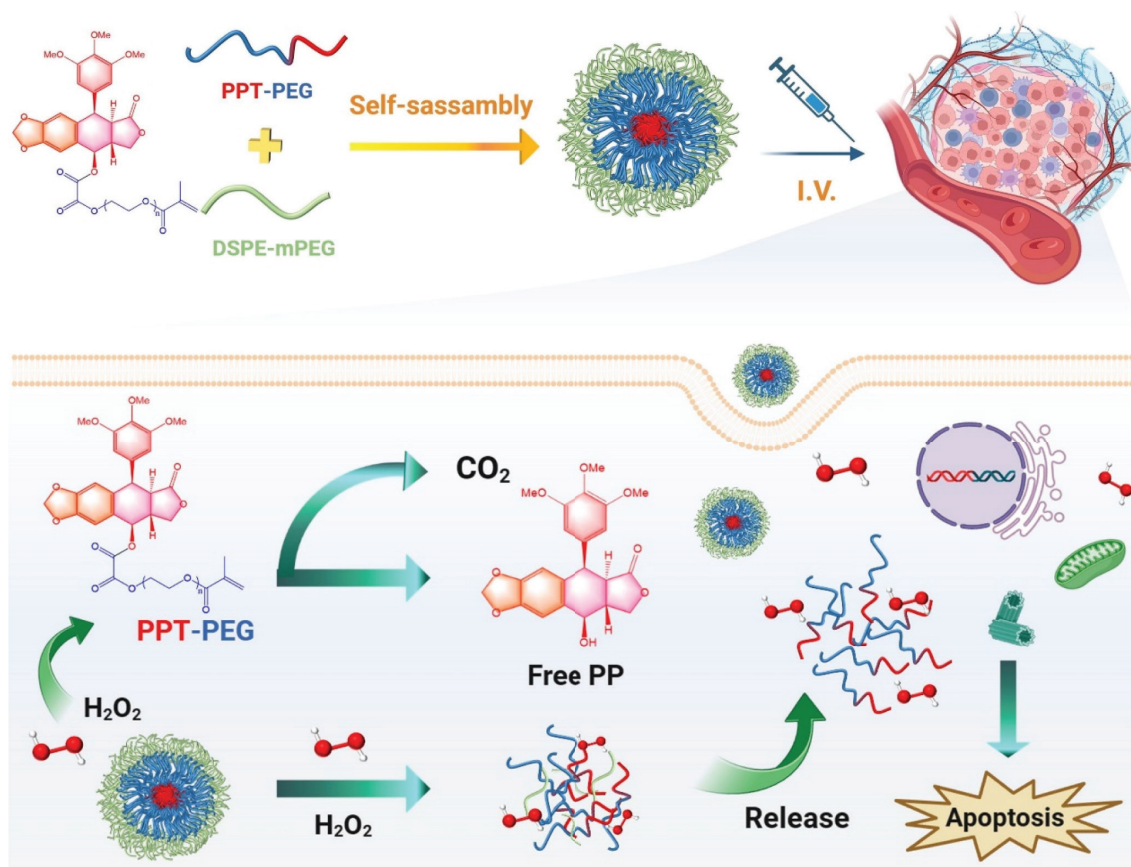 OMe
MeO
OMe
H
O
O
O
O
H
O
O
O
O
O
n
O
O
PPT-PEG
DSPE-mPEG
Self-sassambly
I.V.
OMe
MeO
OMe
H
O
O
O
O
H
O
O
O
O
O
n
O
O
PPT-PEG
H₂O₂
CO₂
OMe
MeO
OMe
H
O
O
O
O
H
OH
Free PP
H₂O₂
Release
Apoptosis